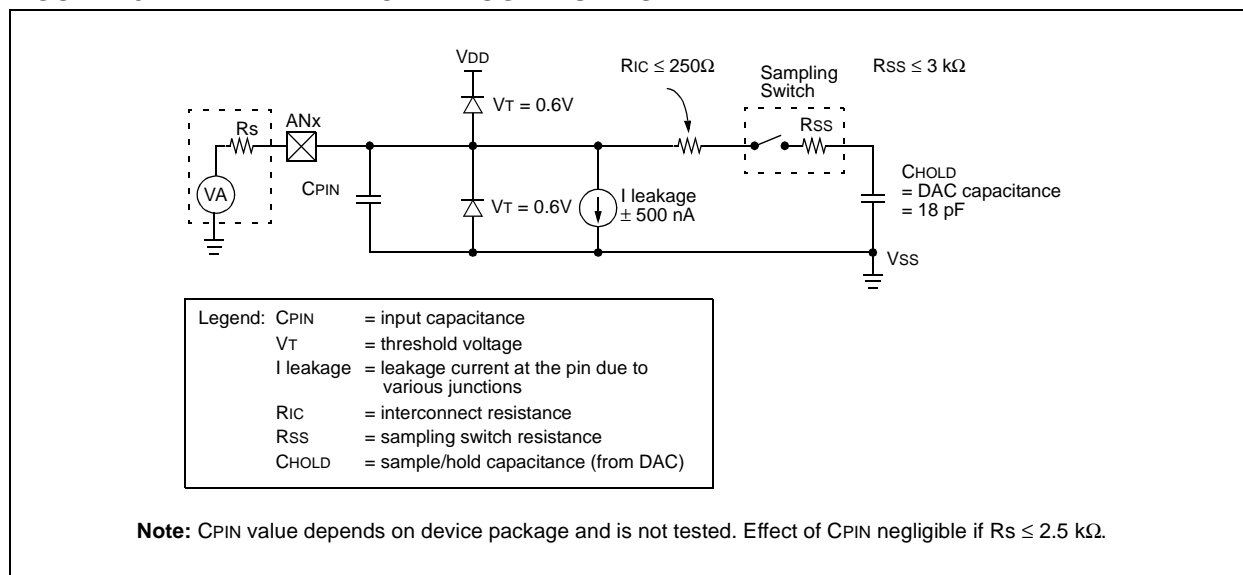 VDD
VT = 0.6V
RIC ≤ 250Ω
Sampling
Switch
RSS ≤ 3 kΩ
Rs
ANx
RSS
VA
CPIN
VT = 0.6V
I leakage
± 500 nA
CHOLD
= DAC capacitance
= 18 pF
VSS
Legend: CPIN = input capacitance
VT = threshold voltage
I leakage = leakage current at the pin due to
various junctions
RIC = interconnect resistance
RSS = sampling switch resistance
CHOLD = sample/hold capacitance (from DAC)
Note: CPIN value depends on device package and is not tested. Effect of CPIN negligible if Rs ≤ 2.5 kΩ.